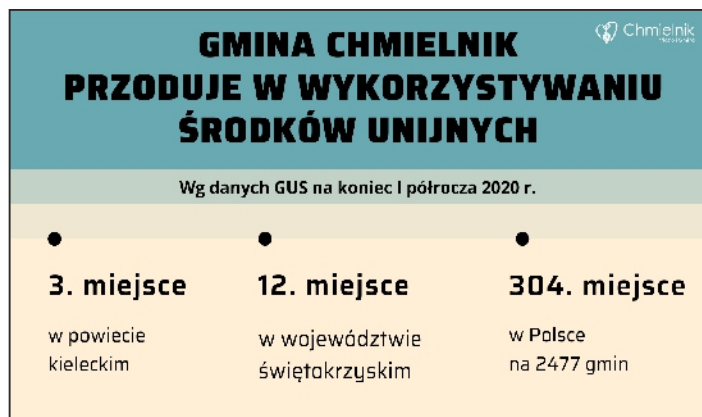 Chmielnik
GMINA CHMIELNIK
PRZODUJE W WYKORZYSTYWANIU
ŚRODKÓW UNIJNYCH
Wg danych GUS na koniec I półrocza 2020 r.
3. miejsce
w powiecie
kieleckim
12. miejsce
w województwie
świętokrzyskim
304. miejsce
w Polsce
na 2477 gmin